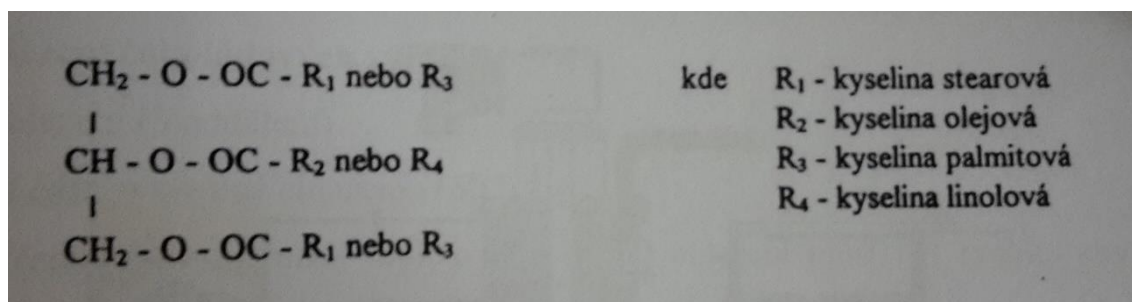 CH₂ - O - OC - R₁ nebo R₃ kde R₁ - kyselina stearová
R₂ - kyselina olejová
CH - O - OC - R₂ nebo R₄ R₃ - kyselina palmitová
R₄ - kyselina linolová
CH₂ - O - OC - R₁ nebo R₃